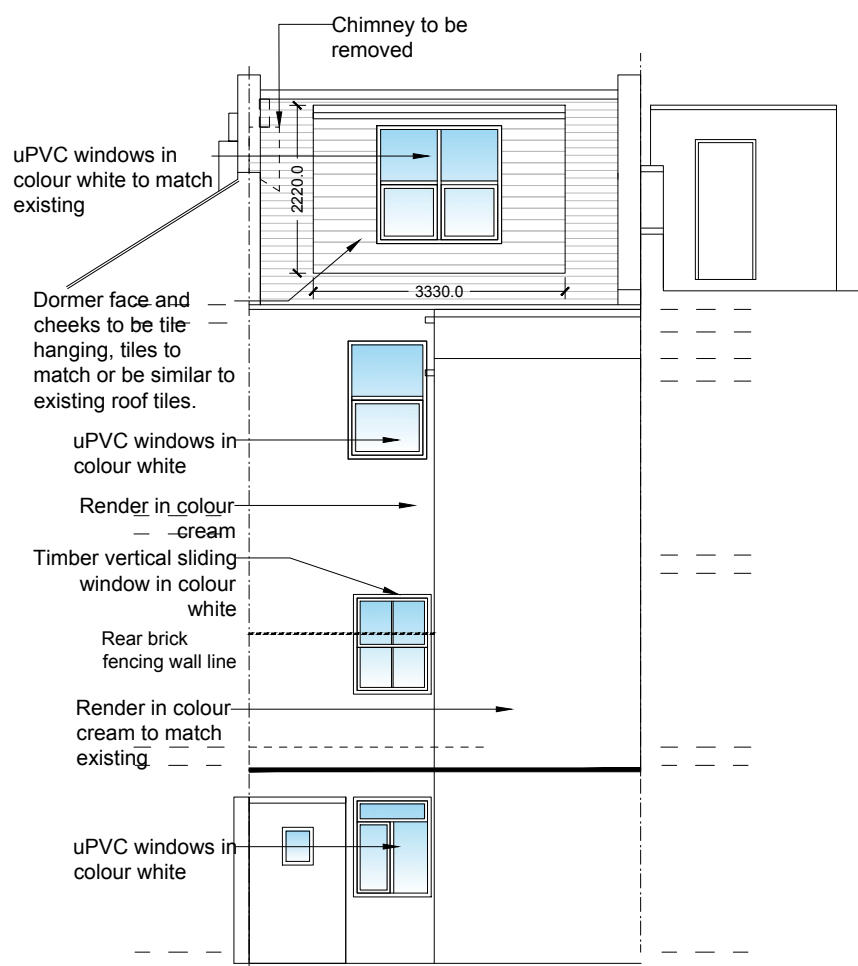 Chimney to be
removed
uPVC windows in
colour white to match
existing
2220.0
3330.0
Dormer face and
cheeks to be tile
hanging, tiles to
match or be similar to
existing roof tiles.
uPVC windows in
colour white
Render in colour
cream
Timber vertical sliding
window in colour
white
Rear brick
fencing wall line
Render in colour
cream to match
existing
uPVC windows in
colour white